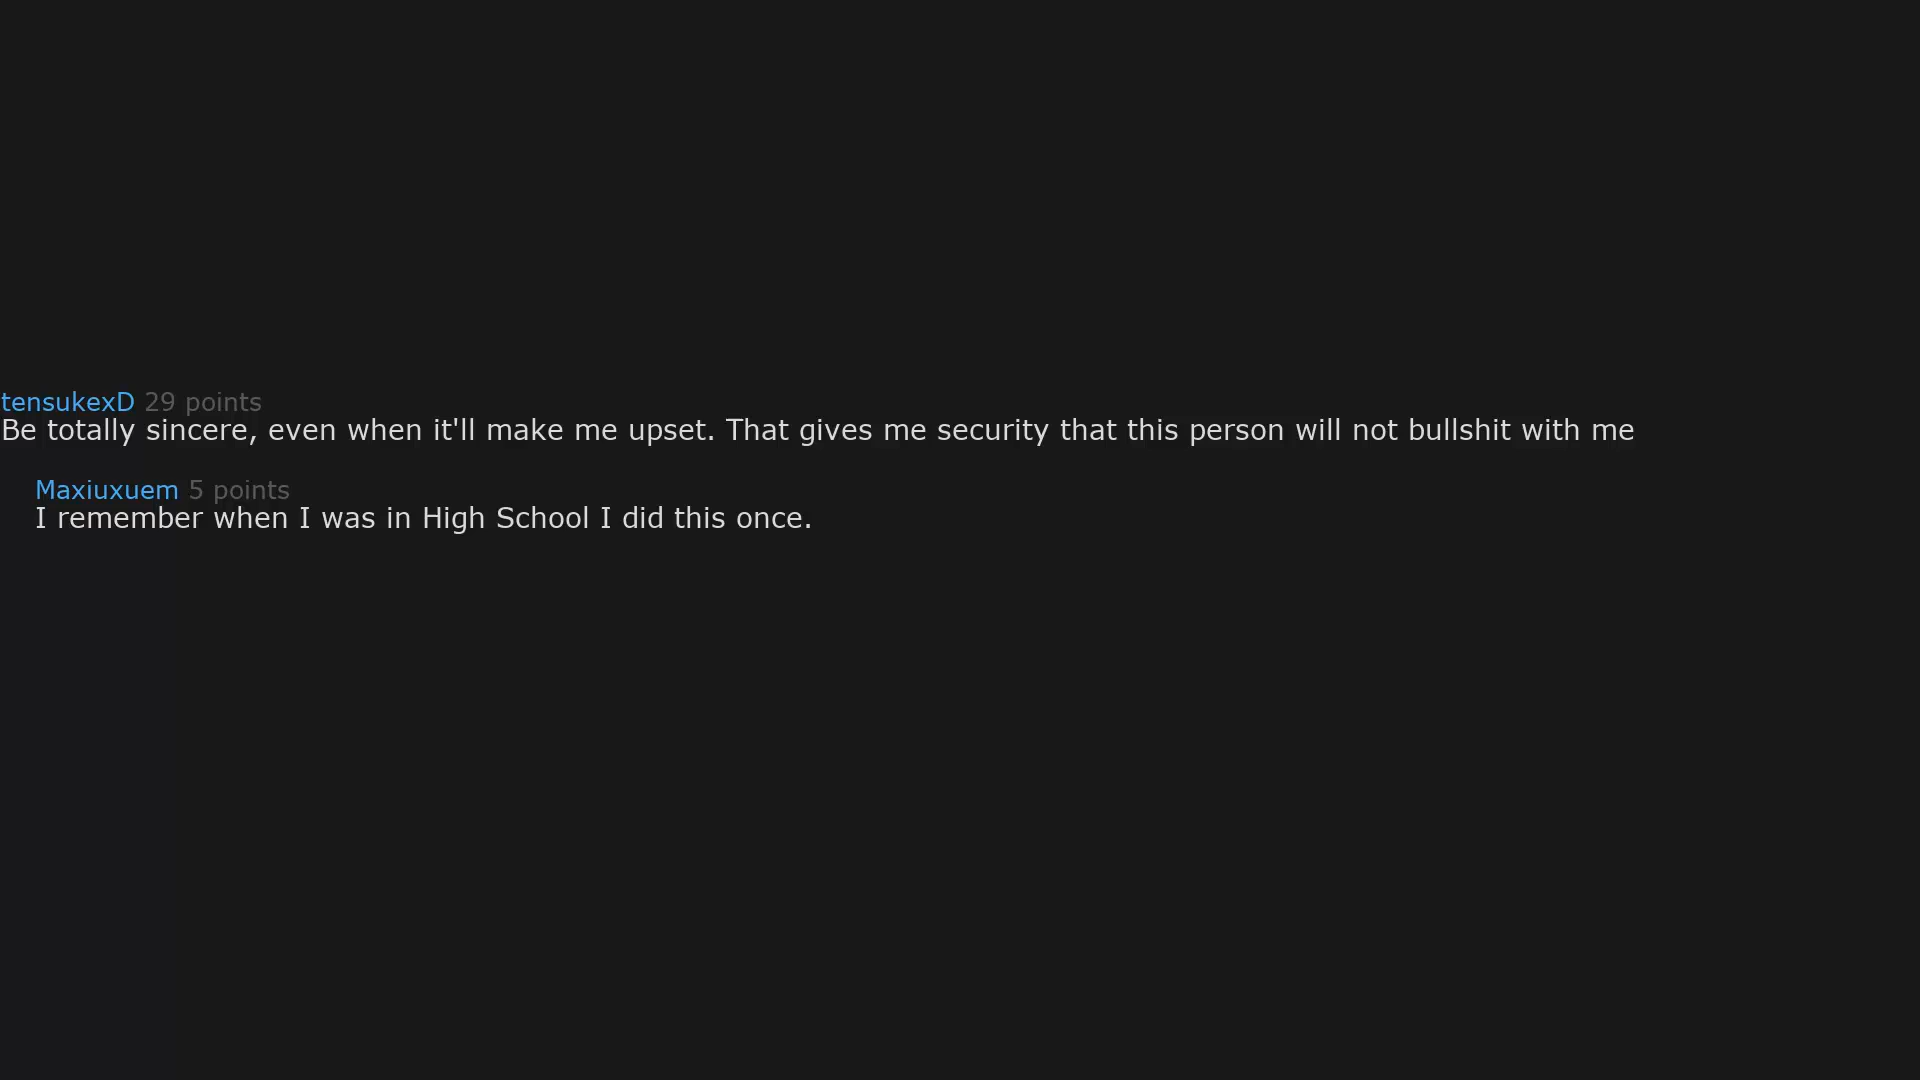 tensukexD 29 points
Be totally sincere, even when it'll make me upset. That gives me security that this person will not bullshit with me
Maxiuxuem 5 points
I remember when I was in High School I did this once.